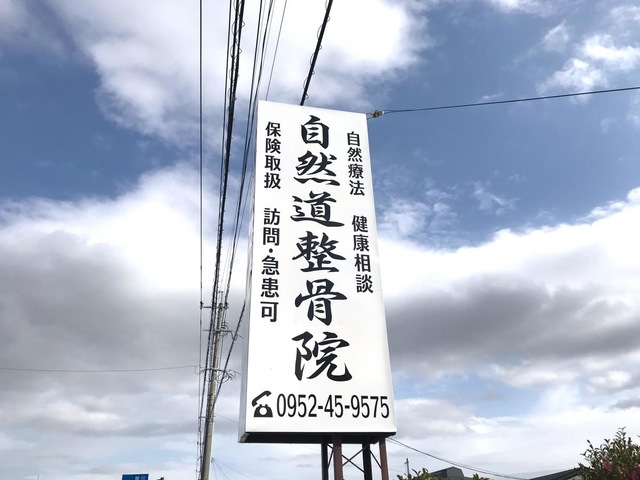 自然療法　健康相談
自然道整骨院
保険取扱　訪問・急患可
0952-45-9575